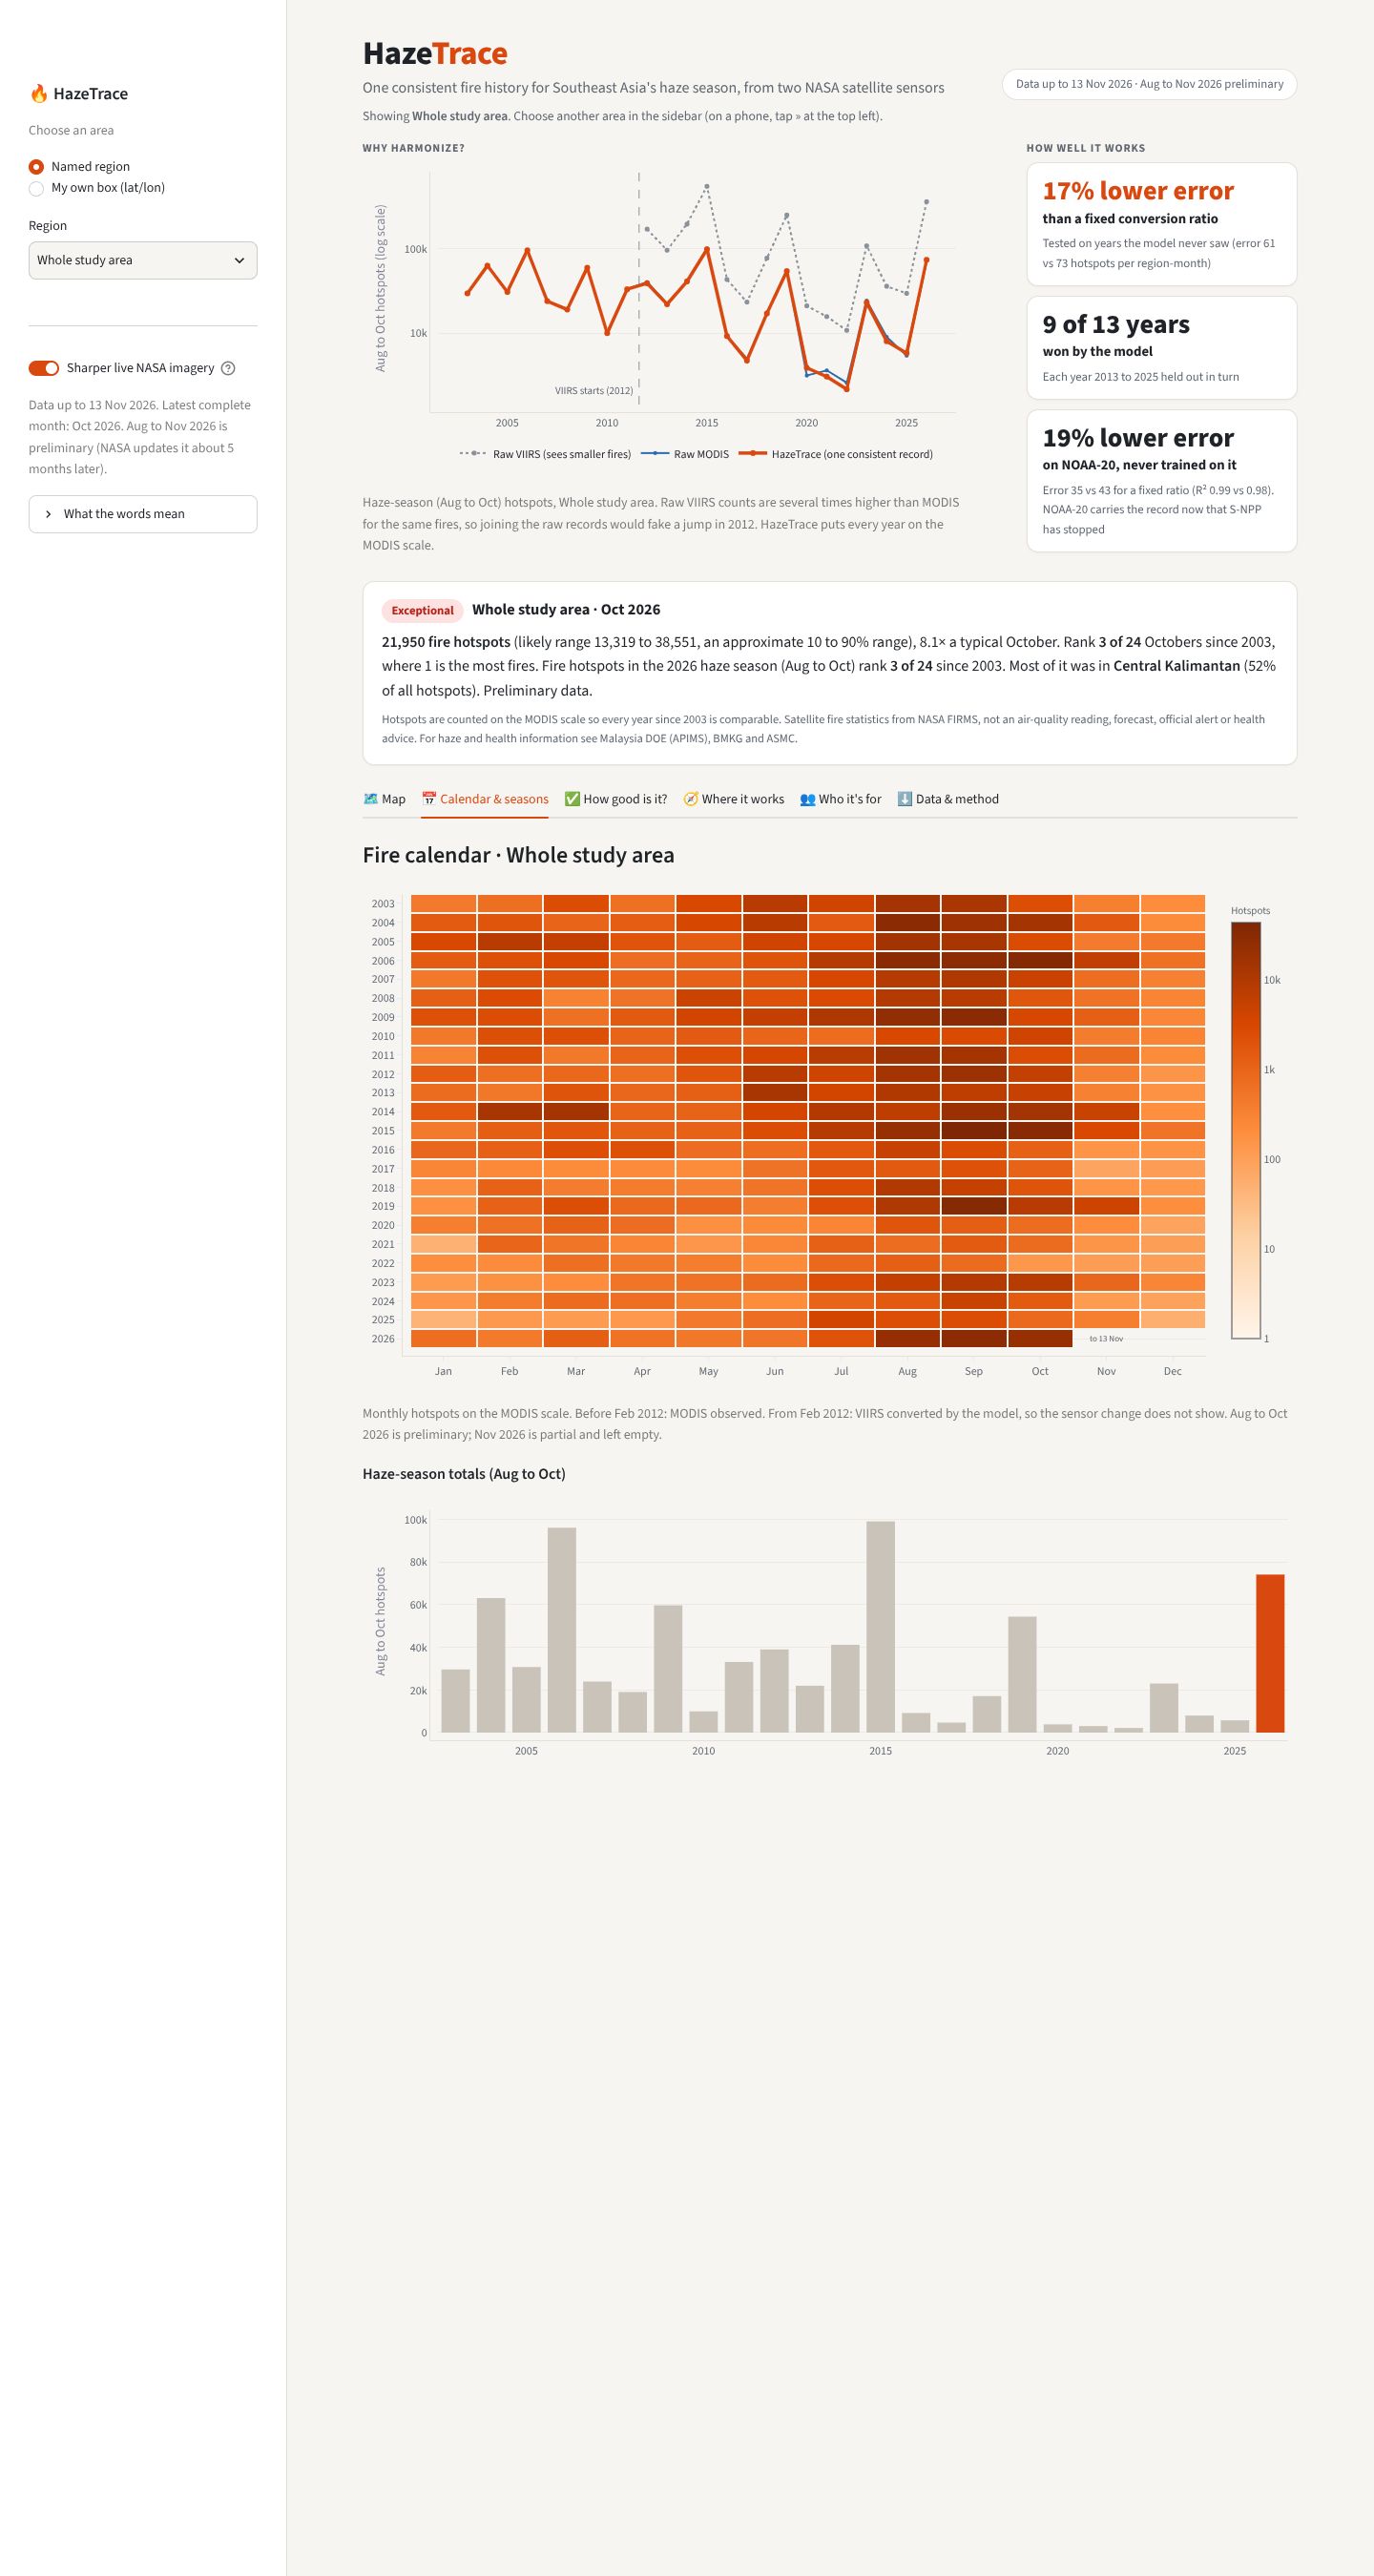 🔥 HazeTrace
Choose an area
Named region
My own box (lat/lon)
Region
Whole study area
Sharper live NASA imagery
Data up to 13 Nov 2026. Latest complete
month: Oct 2026. Aug to Nov 2026 is
preliminary (NASA updates it about 5
months later).
What the words mean
HazeTrace
One consistent fire history for Southeast Asia's haze season, from two NASA satellite sensors
Data up to 13 Nov 2026 · Aug to Nov 2026 preliminary
Showing Whole study area. Choose another area in the sidebar (on a phone, tap » at the top left).
WHY HARMONIZE?
Aug to Oct hotspots (log scale)
100k
10k
VIIRS starts (2012)
2005 2010 2015 2020 2025
Raw VIIRS (sees smaller fires) Raw MODIS HazeTrace (one consistent record)
Haze-season (Aug to Oct) hotspots, Whole study area. Raw VIIRS counts are several times higher than MODIS
for the same fires, so joining the raw records would fake a jump in 2012. HazeTrace puts every year on the
MODIS scale.
HOW WELL IT WORKS
17% lower error
than a fixed conversion ratio
Tested on years the model never saw (error 61
vs 73 hotspots per region-month)
9 of 13 years
won by the model
Each year 2013 to 2025 held out in turn
19% lower error
on NOAA-20, never trained on it
Error 35 vs 43 for a fixed ratio (R² 0.99 vs 0.98).
NOAA-20 carries the record now that S-NPP
has stopped
Exceptional Whole study area · Oct 2026
21,950 fire hotspots (likely range 13,319 to 38,551, an approximate 10 to 90% range), 8.1× a typical October. Rank 3 of 24 Octobers since 2003,
where 1 is the most fires. Fire hotspots in the 2026 haze season (Aug to Oct) rank 3 of 24 since 2003. Most of it was in Central Kalimantan (52%
of all hotspots). Preliminary data.
Hotspots are counted on the MODIS scale so every year since 2003 is comparable. Satellite fire statistics from NASA FIRMS, not an air-quality reading, forecast, official alert or health
advice. For haze and health information see Malaysia DOE (APIMS), BMKG and ASMC.
🗺️ Map 📅 Calendar & seasons ✅ How good is it? 🧭 Where it works 👥 Who it's for ⬇️ Data & method
Fire calendar · Whole study area
2003
2004
2005
2006
2007
2008
2009
2010
2011
2012
2013
2014
2015
2016
2017
2018
2019
2020
2021
2022
2023
2024
2025
2026
to 13 Nov
Jan Feb Mar Apr May Jun Jul Aug Sep Oct Nov Dec
Hotspots
10k
1k
100
10
1
Monthly hotspots on the MODIS scale. Before Feb 2012: MODIS observed. From Feb 2012: VIIRS converted by the model, so the sensor change does not show. Aug to Oct
2026 is preliminary; Nov 2026 is partial and left empty.
Haze-season totals (Aug to Oct)
Aug to Oct hotspots
100k
80k
60k
40k
20k
0
2005 2010 2015 2020 2025